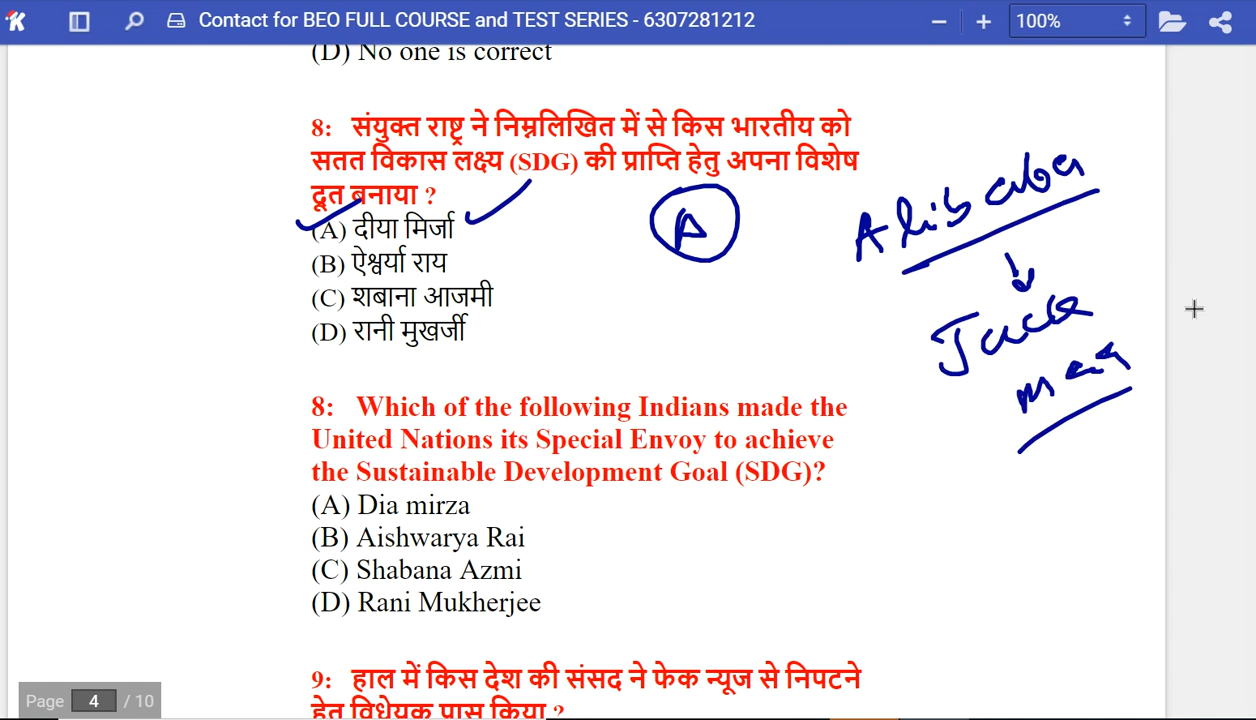 Contact for BEO FULL COURSE and TEST SERIES - 6307281212
100%
(D) No one is correct
8: संयुक्त राष्ट्र ने निम्नलिखित में से किस भारतीय को
सतत विकास लक्ष्य (SDG) की प्राप्ति हेतु अपना विशेष
दूत बनाया ?
(A) दीया मिर्जा
(B) ऐश्वर्या राय
(C) शबाना आजमी
(D) रानी मुखर्जी
A
Alibaba
Jack
maa
8: Which of the following Indians made the
United Nations its Special Envoy to achieve
the Sustainable Development Goal (SDG)?
(A) Dia mirza
(B) Aishwarya Rai
(C) Shabana Azmi
(D) Rani Mukherjee
9: हाल में किस देश की संसद ने फेक न्यूज से निपटने
हेतु विधेयक पास किया ?
Page 4 / 10